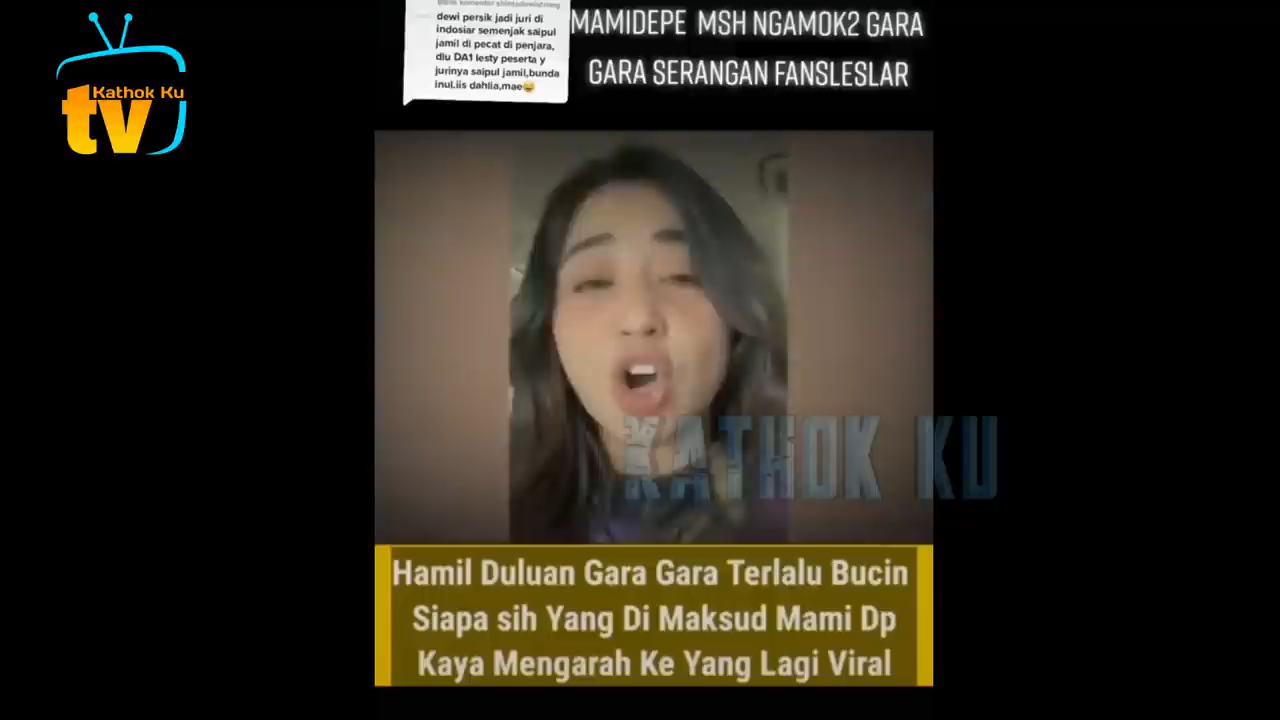 dewi persik jadi juri di
indosiar semenjak saipul
jamil di pecat di penjara,
dlu DA1 lesty peserta y
jurinya saipul jamil,bunda
inul,iis dahlia,mae😄
MAMIDEPE MSH NGAMOK2 GARA
GARA SERANGAN FANSLESLAR
Kathok Ku
tv
KATHOK KU
Hamil Duluan Gara Gara Terlalu Bucin
Siapa sih Yang Di Maksud Mami Dp
Kaya Mengarah Ke Yang Lagi Viral